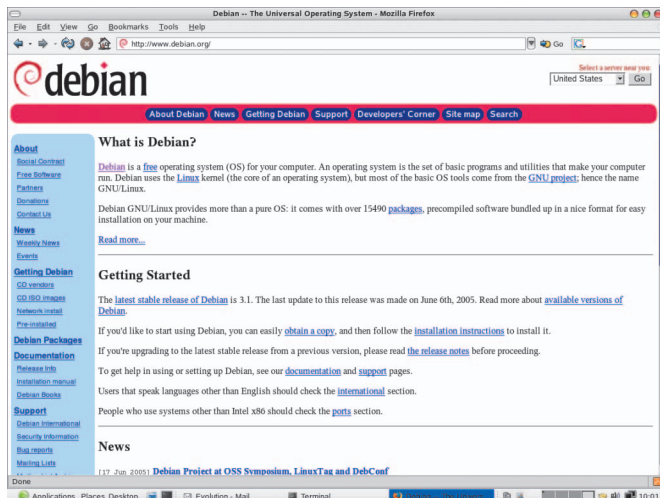 Debian -- The Universal Operating System - Mozilla Firefox
File Edit View Go Bookmarks Tools Help
http://www.debian.org/ Go
debian
Select a server near you:
United States Go
About Debian News Getting Debian Support Developers' Corner Site map Search
About
Social Contract
Free Software
Partners
Donations
Contact Us
News
Weekly News
Events
Getting Debian
CD vendors
CD ISO images
Network install
Pre-installed
Debian Packages
Documentation
Release Info
Installation manual
Debian Books
Support
Debian International
Security Information
Bug reports
Mailing Lists
What is Debian?
Debian is a free operating system (OS) for your computer. An operating system is the set of basic programs and utilities that make your computer
run. Debian uses the Linux kernel (the core of an operating system), but most of the basic OS tools come from the GNU project; hence the name
GNU/Linux.
Debian GNU/Linux provides more than a pure OS: it comes with over 15490 packages, precompiled software bundled up in a nice format for easy
installation on your machine.
Read more...
Getting Started
The latest stable release of Debian is 3.1. The last update to this release was made on June 6th, 2005. Read more about available versions of
Debian.
If you'd like to start using Debian, you can easily obtain a copy, and then follow the installation instructions to install it.
If you're upgrading to the latest stable release from a previous version, please read the release notes before proceeding.
To get help in using or setting up Debian, see our documentation and support pages.
Users that speak languages other than English should check the international section.
People who use systems other than Intel x86 should check the ports section.
News
[17 Jun 2005] Debian Project at OSS Symposium, LinuxTag and DebConf
Done
Applications Places Desktop Evolution - Mail Terminal 10:01